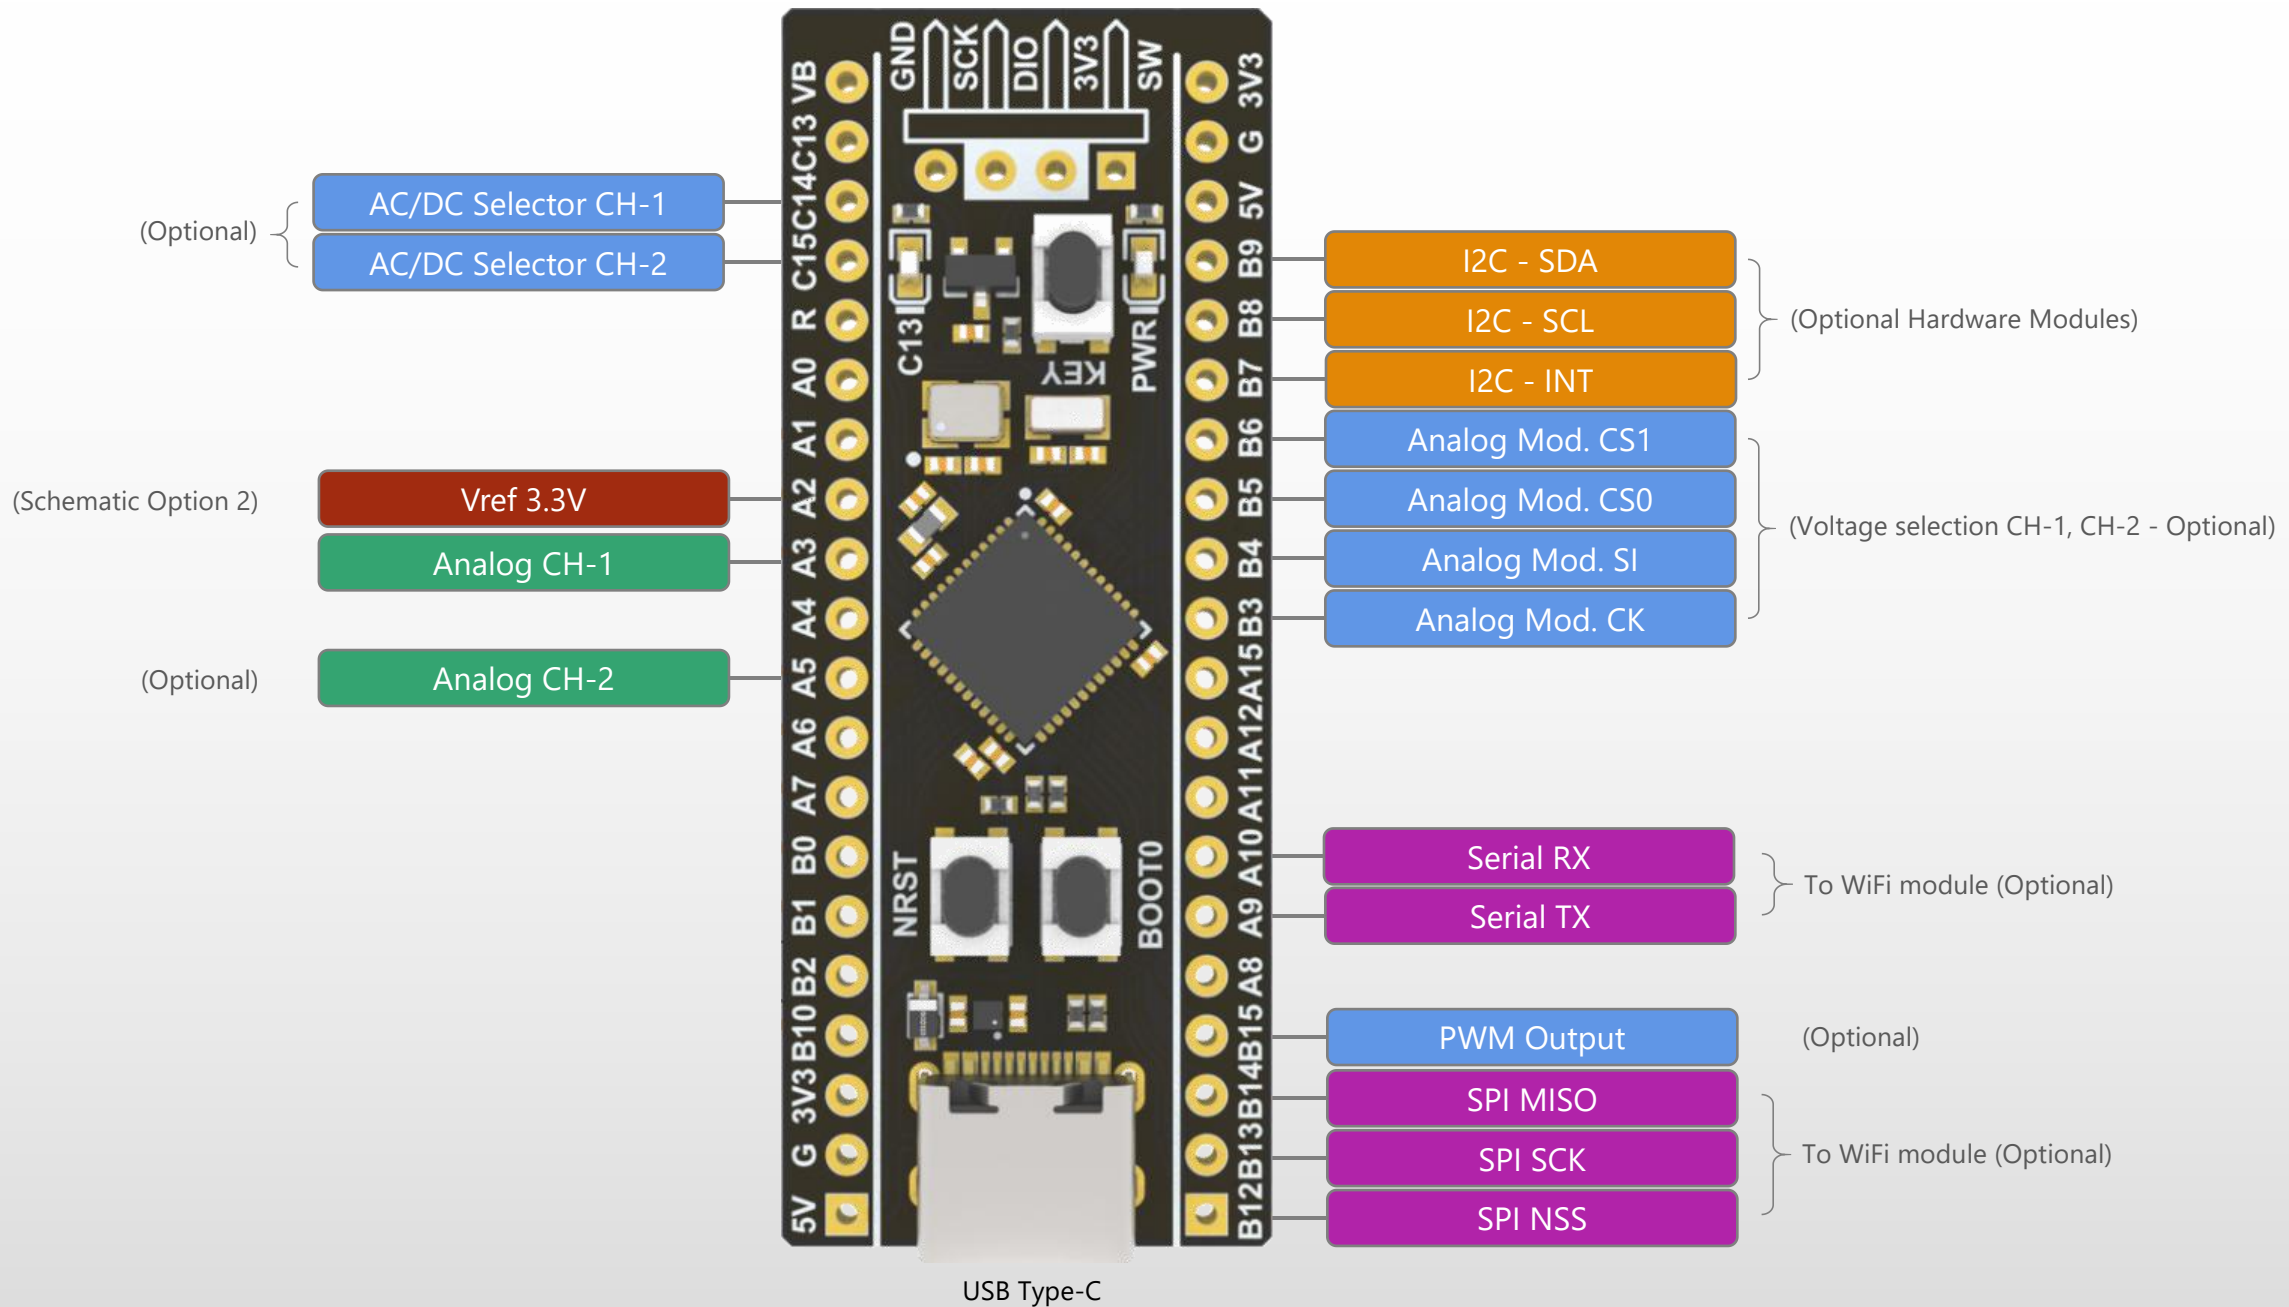 GND
SCK
DIO
3V3
SW
VB
C13
C14
C15
R
A0
A1
A2
A3
A4
A5
A6
A7
B0
B1
B2
B10
3V3
G
5V
3V3
G
5V
B9
B8
B7
B6
B5
B4
B3
A15
A12
A11
A10
A9
A8
B15
B14
B13
B12
C13
KEY
PWR
NRST
BOOT0
(Optional)
AC/DC Selector CH-1
AC/DC Selector CH-2
(Schematic Option 2)
Vref 3.3V
Analog CH-1
(Optional)
Analog CH-2
I2C - SDA
I2C - SCL
I2C - INT
(Optional Hardware Modules)
Analog Mod. CS1
Analog Mod. CS0
Analog Mod. SI
Analog Mod. CK
(Voltage selection CH-1, CH-2 - Optional)
Serial RX
Serial TX
To WiFi module (Optional)
PWM Output
(Optional)
SPI MISO
SPI SCK
SPI NSS
To WiFi module (Optional)
USB Type-C